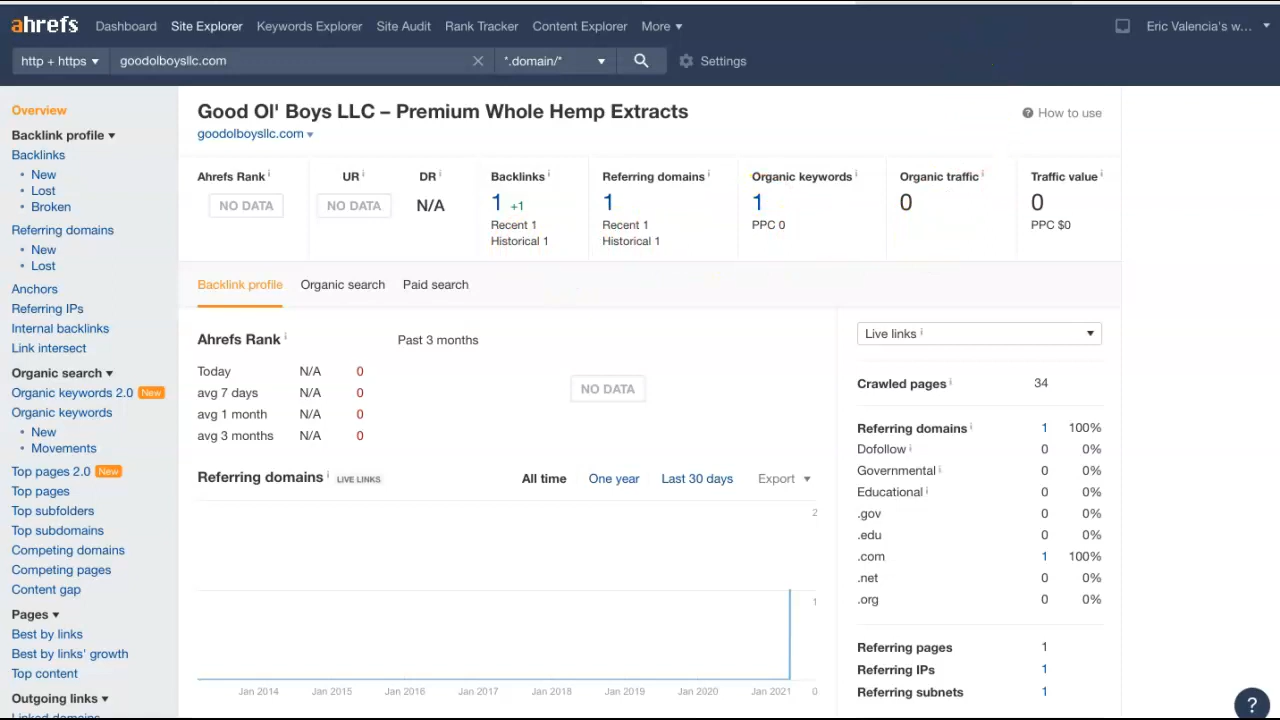 ahrefs Dashboard Site Explorer Keywords Explorer Site Audit Rank Tracker Content Explorer More Eric Valencia's w...
http + https goodolboysllc.com *.domain/* Settings
Overview
Backlink profile
Backlinks
New
Lost
Broken
Referring domains
New
Lost
Anchors
Referring IPs
Internal backlinks
Link intersect
Organic search
Organic keywords 2.0 New
Organic keywords
New
Movements
Top pages 2.0 New
Top pages
Top subfolders
Top subdomains
Competing domains
Competing pages
Content gap
Pages
Best by links
Best by links' growth
Top content
Outgoing links
Linked domains
Good Ol' Boys LLC – Premium Whole Hemp Extracts
How to use
goodolboysllc.com
Ahrefs Rank UR DR Backlinks Referring domains Organic keywords Organic traffic Traffic value
NO DATA NO DATA N/A 1 +1 1 1 0 0
Recent 1 Recent 1 PPC 0 PPC $0
Historical 1 Historical 1
Backlink profile Organic search Paid search
Ahrefs Rank Past 3 months
Today N/A 0
avg 7 days N/A 0
avg 1 month N/A 0
avg 3 months N/A 0
NO DATA
Referring domains LIVE LINKS All time One year Last 30 days Export
2
1
0
Jan 2014 Jan 2015 Jan 2016 Jan 2017 Jan 2018 Jan 2019 Jan 2020 Jan 2021
Live links
Crawled pages 34
Referring domains 1 100%
Dofollow 0 0%
Governmental 0 0%
Educational 0 0%
.gov 0 0%
.edu 0 0%
.com 1 100%
.net 0 0%
.org 0 0%
Referring pages 1
Referring IPs 1
Referring subnets 1
?